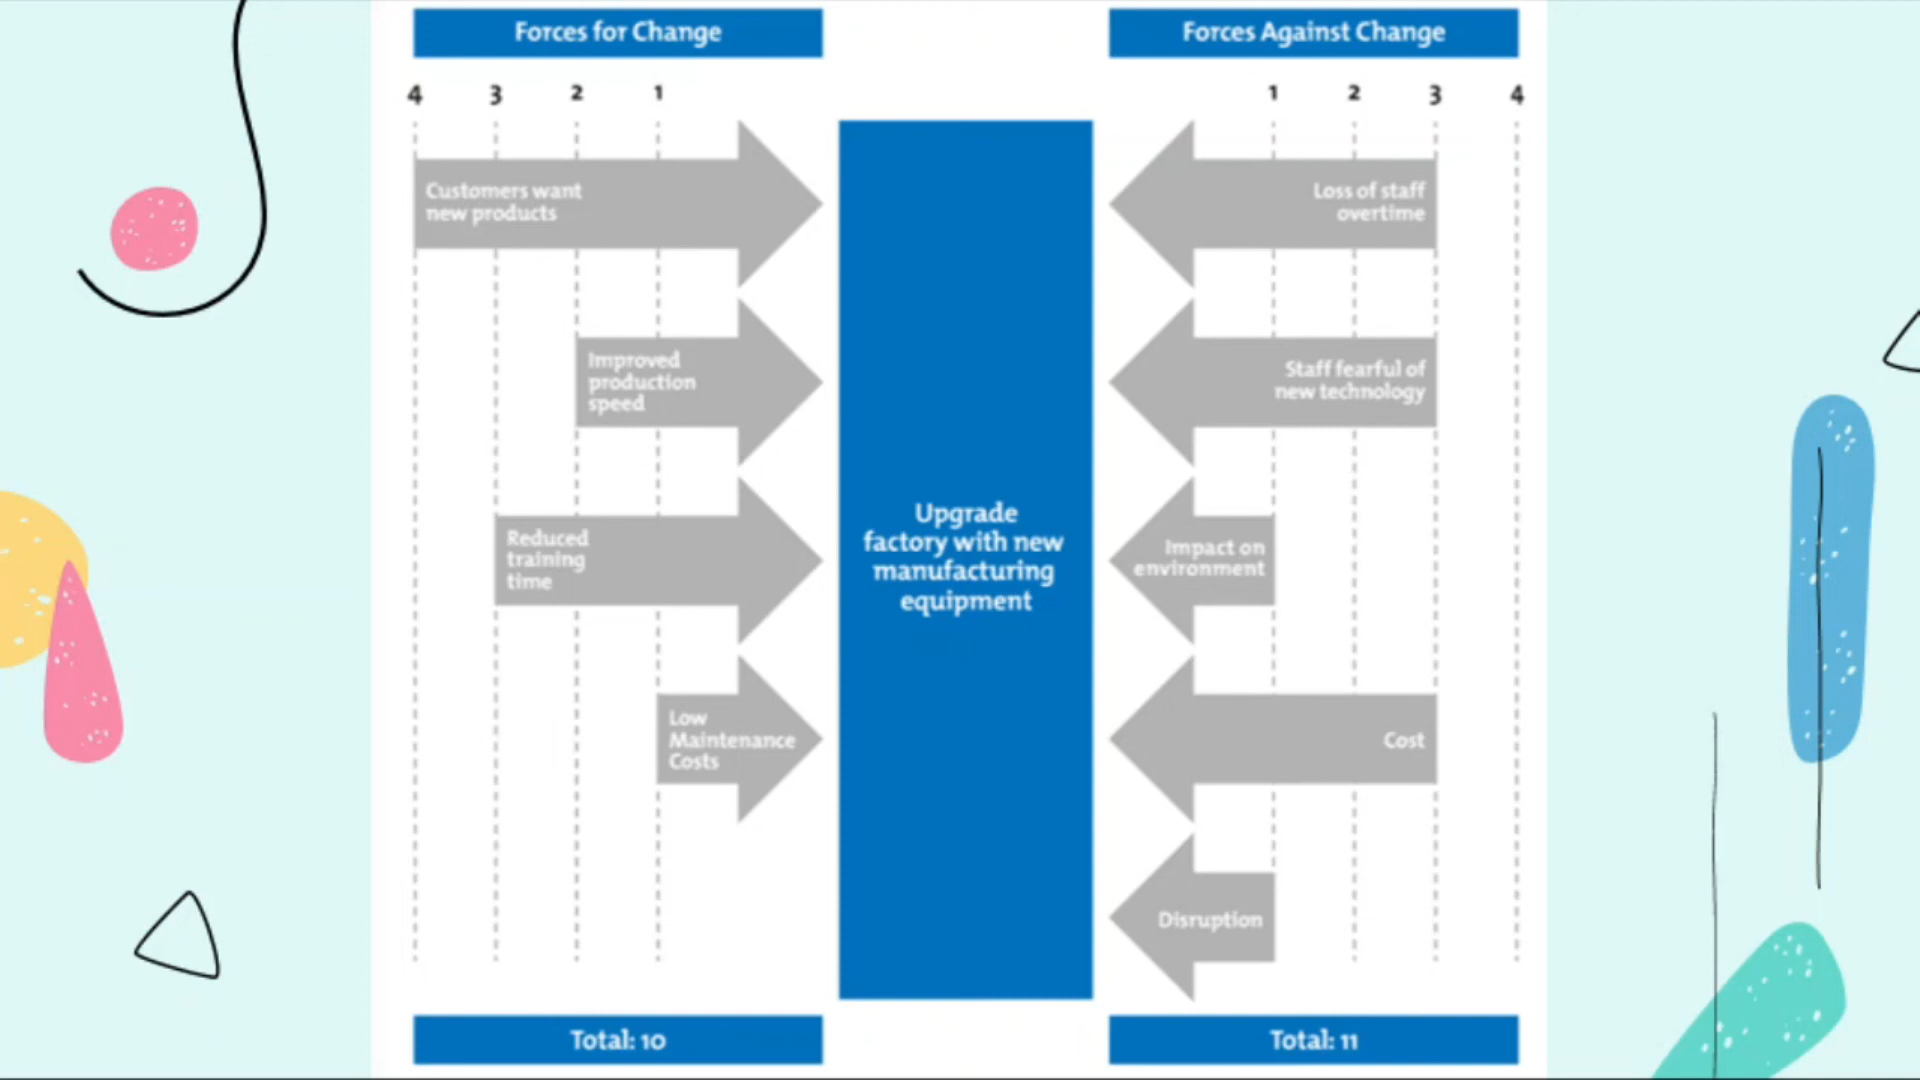 Forces for Change
Forces Against Change
4 3 2 1
1 2 3 4
Customers want
new products
Improved
production
speed
Reduced
training
time
Low
Maintenance
Costs
Upgrade
factory with new
manufacturing
equipment
Loss of staff
overtime
Staff fearful of
new technology
Impact on
environment
Cost
Disruption
Total: 10
Total: 11